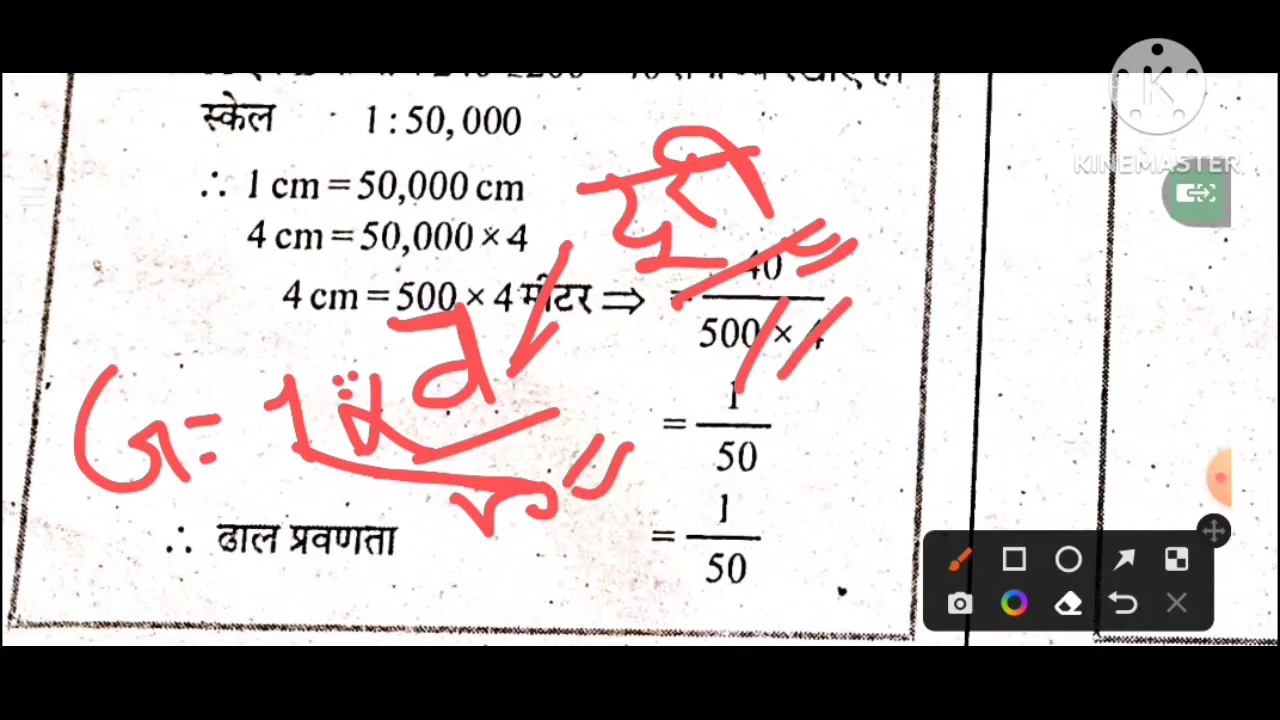 स्केल 1 : 50,000
∴ 1 cm = 50,000 cm
4 cm = 50,000 × 4
4 cm = 500 × 4 मीटर ⇒ = 40 / 500 × 4
= 1 / 50
∴ ढाल प्रवणता = 1 / 50
दूरी
G =
KINEMASTER